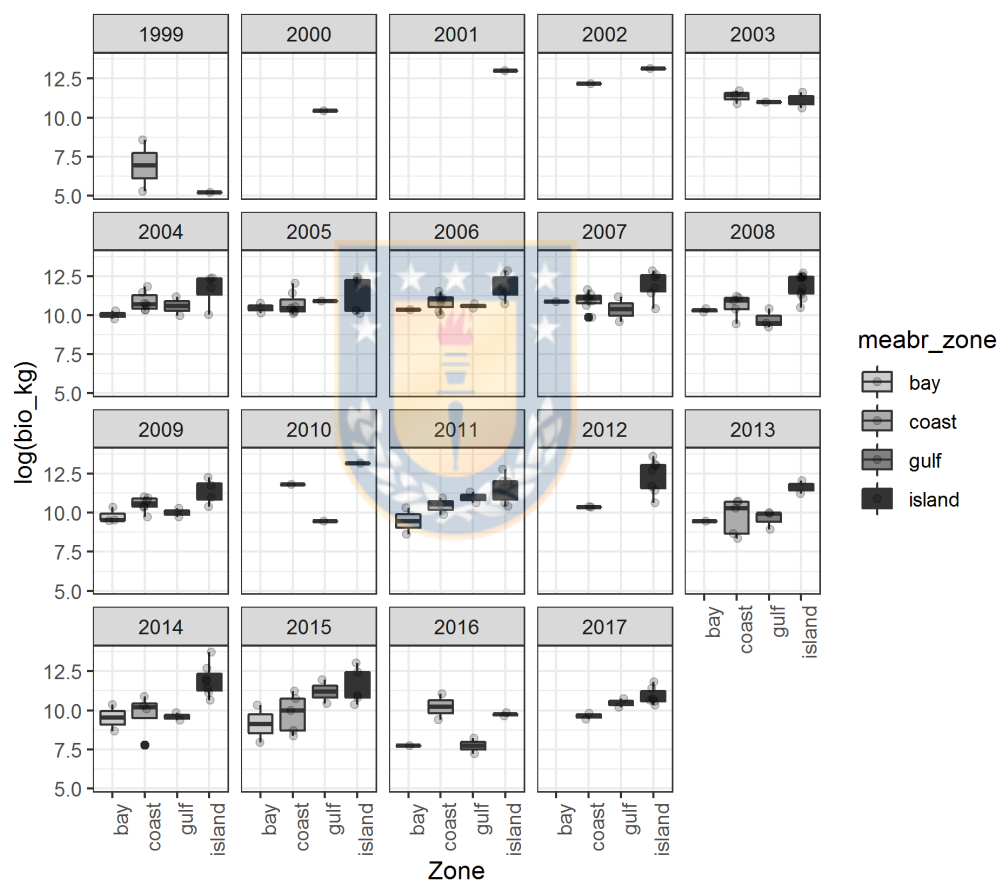 1999 2000 2001 2002 2003
12.5
10.0
7.5
5.0
2004 2005 2006 2007 2008
12.5
10.0
7.5
5.0
2009 2010 2011 2012 2013
12.5
10.0
7.5
5.0
bay coast gulf island
2014 2015 2016 2017
12.5
10.0
7.5
5.0
bay coast gulf island bay coast gulf island bay coast gulf island bay coast gulf island
Zone
log(bio_kg)
meabr_zone
bay
coast
gulf
island